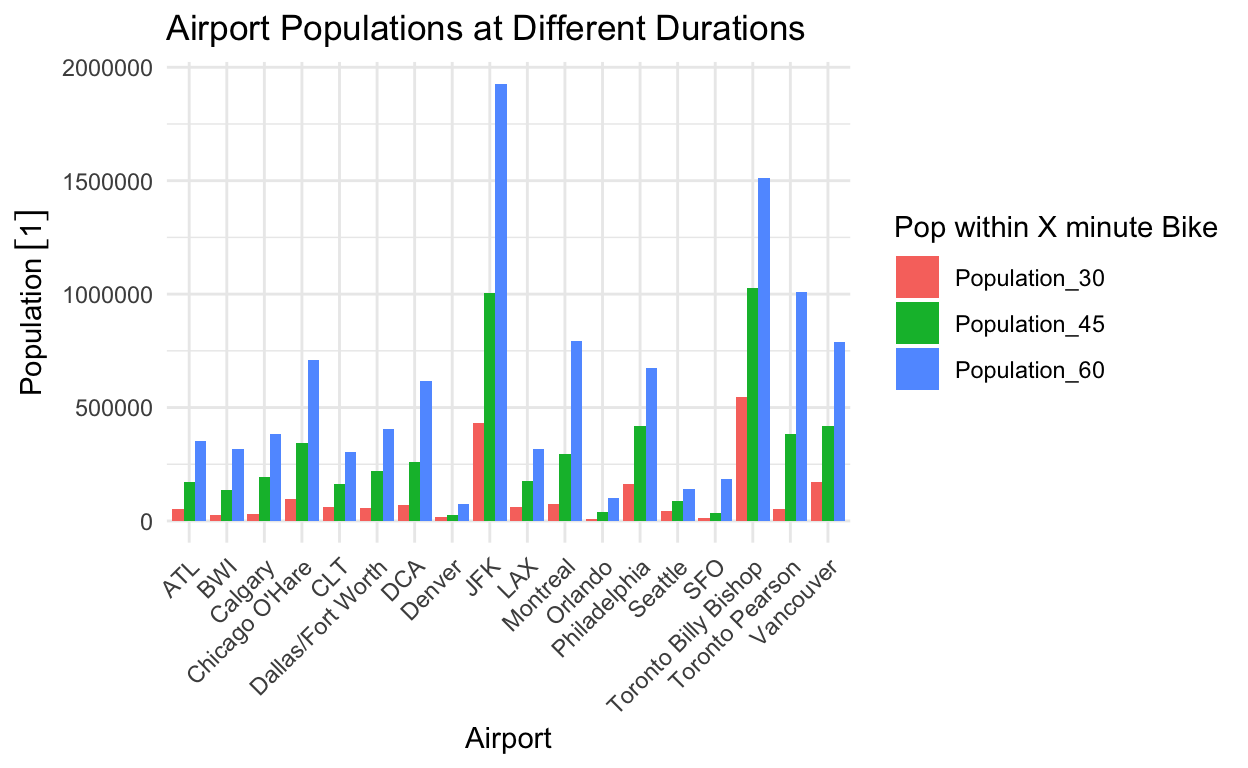 Airport Populations at Different Durations
2000000
1500000
1000000
500000
0
Population [1]
ATL
BWI
Calgary
Chicago O'Hare
CLT
Dallas/Fort Worth
DCA
Denver
JFK
LAX
Montreal
Orlando
Philadelphia
Seattle
SFO
Toronto Billy Bishop
Toronto Pearson
Vancouver
Airport
Pop within X minute Bike
Population_30
Population_45
Population_60